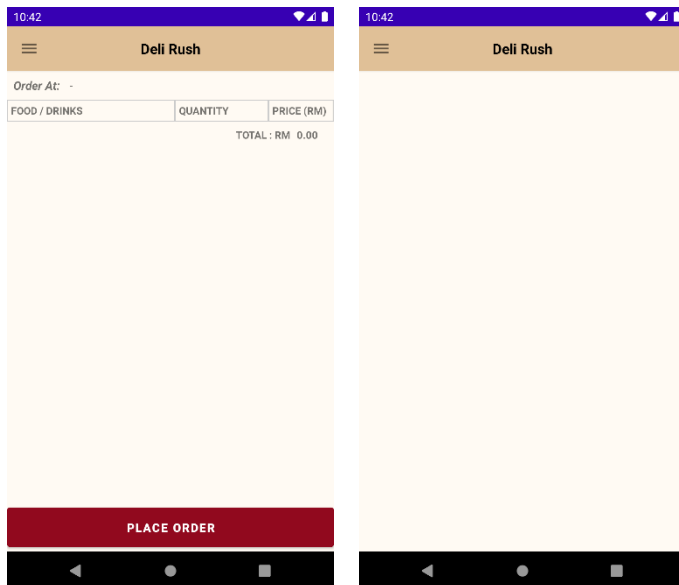 10:42
Deli Rush
Order At: -
FOOD / DRINKS QUANTITY PRICE (RM)
TOTAL : RM 0.00
PLACE ORDER
10:42
Deli Rush